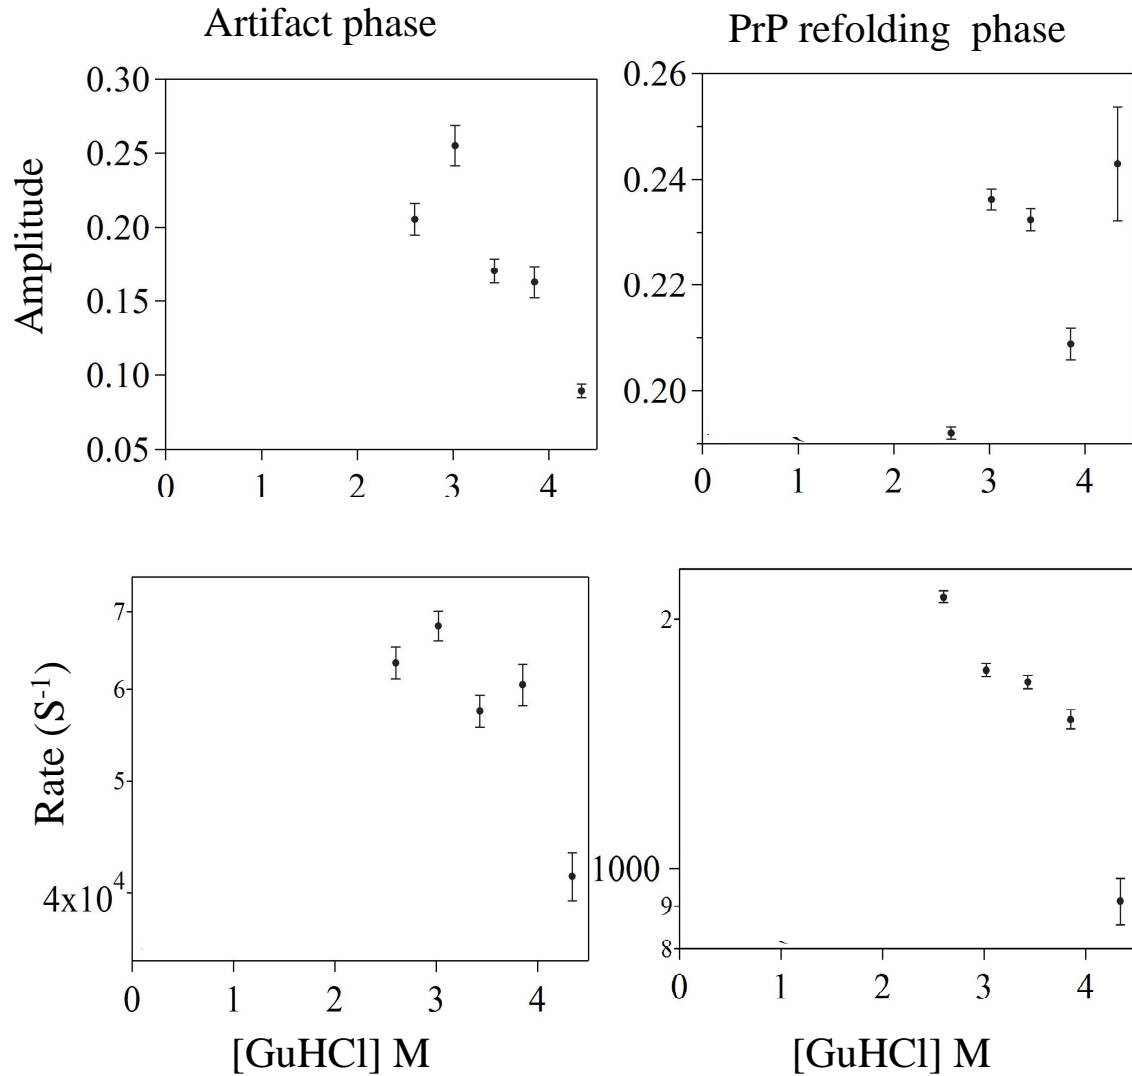 Artifact phase
PrP refolding phase
Amplitude
0.30
0.25
0.20
0.15
0.10
0.05
0 1 2 3 4
0.26
0.24
0.22
0.20
0 1 2 3 4
Rate (S⁻¹)
7
6
5
4x10⁴
0 1 2 3 4
[GuHCl] M
2
1000
9
8
0 1 2 3 4
[GuHCl] M